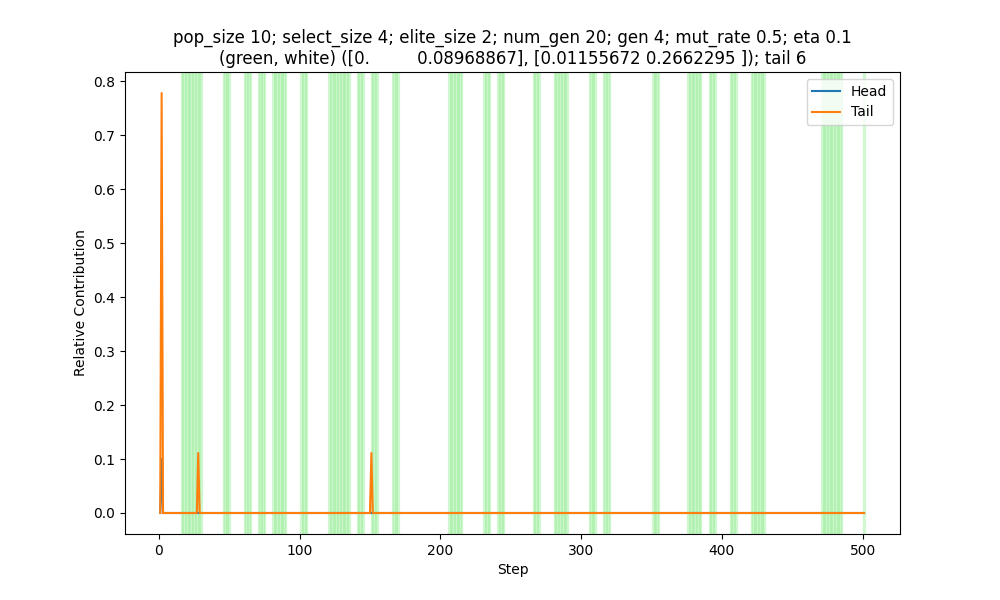 pop_size 10; select_size 4; elite_size 2; num_gen 20; gen 4; mut_rate 0.5; eta 0.1
(green, white) ([0.         0.08968867], [0.01155672 0.2662295 ]); tail 6
Head
Tail
0.8
0.7
0.6
0.5
0.4
0.3
0.2
0.1
0.0
Relative Contribution
0
100
200
300
400
500
Step